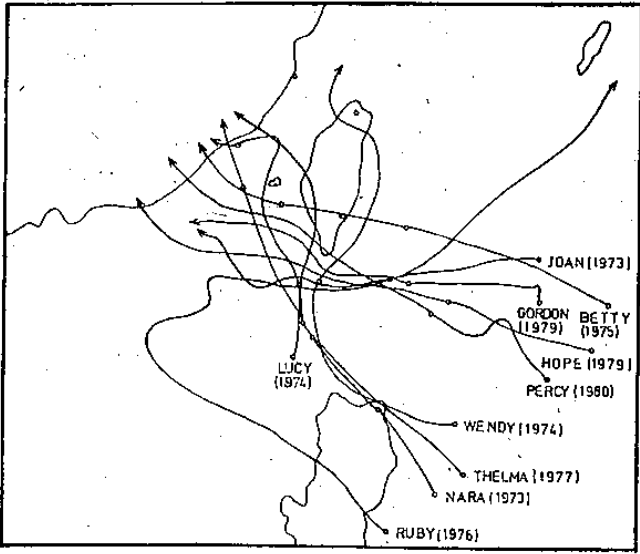 JOAN (1973)
GORDON
(1979)
BETTY
(1975)
HOPE (1979)
LUCY
(1974)
PERCY (1980)
WENDY (1974)
THELMA (1977)
NARA (1973)
RUBY (1976)